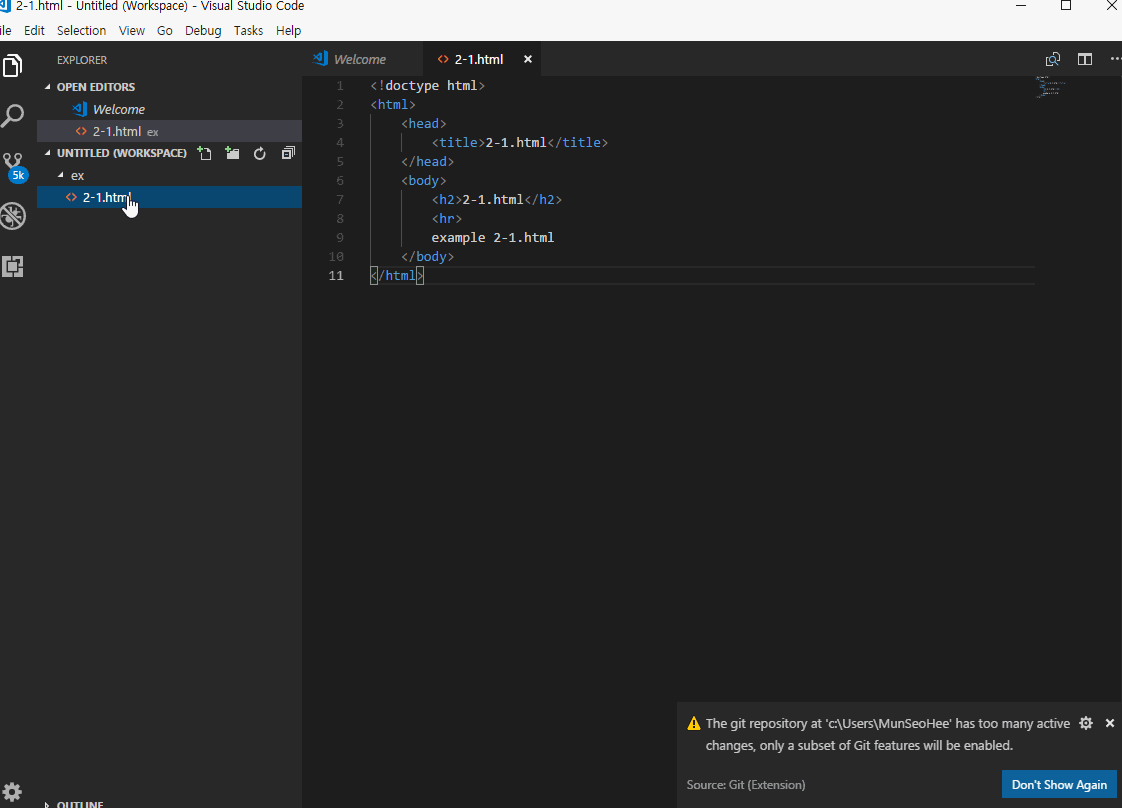 2-1.html - Untitled (Workspace) - Visual Studio Code
ile Edit Selection View Go Debug Tasks Help
EXPLORER
OPEN EDITORS
Welcome
2-1.html ex
UNTITLED (WORKSPACE)
ex
2-1.html
5k
OUTLINE
Welcome
2-1.html
1 <!doctype html>
2 <html>
3 <head>
4 <title>2-1.html</title>
5 </head>
6 <body>
7 <h2>2-1.html</h2>
8 <hr>
9 example 2-1.html
10 </body>
11 </html>
The git repository at 'c:\Users\MunSeoHee' has too many active
changes, only a subset of Git features will be enabled.
Source: Git (Extension)
Don't Show Again